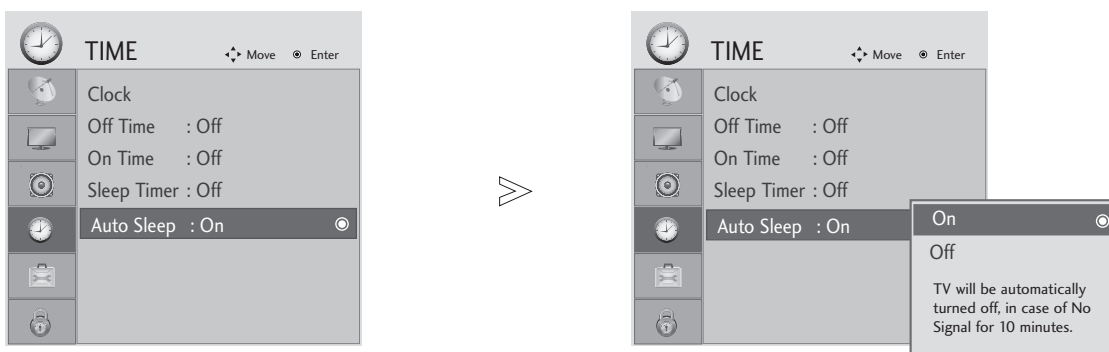 TIME
Move Enter
Clock
Off Time : Off
On Time : Off
Sleep Timer : Off
Auto Sleep : On
TIME
Move Enter
Clock
Off Time : Off
On Time : Off
Sleep Timer : Off
Auto Sleep : On
On
Off
TV will be automatically
turned off, in case of No
Signal for 10 minutes.